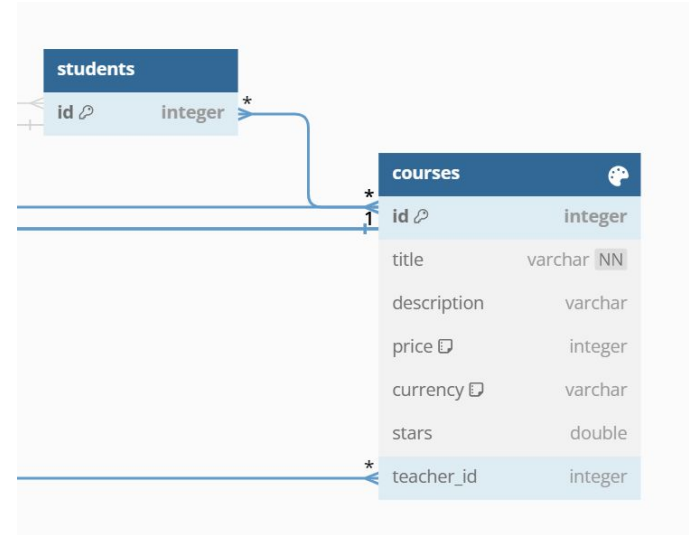 students
id integer
*
courses
*
1
id integer
title varchar NN
description varchar
price integer
currency varchar
stars double
*
teacher_id integer